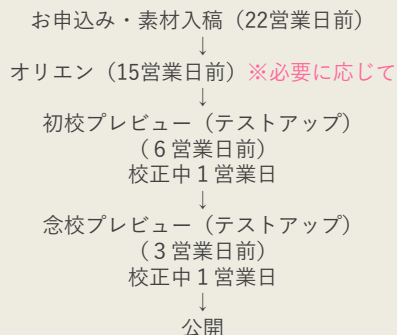 お申込み・素材入稿（22営業日前）
↓
オリエン（15営業日前）※必要に応じて
↓
初校プレビュー（テストアップ）
（６営業日前）
校正中１営業日
↓
念校プレビュー（テストアップ）
（３営業日前）
校正中１営業日
↓
公開